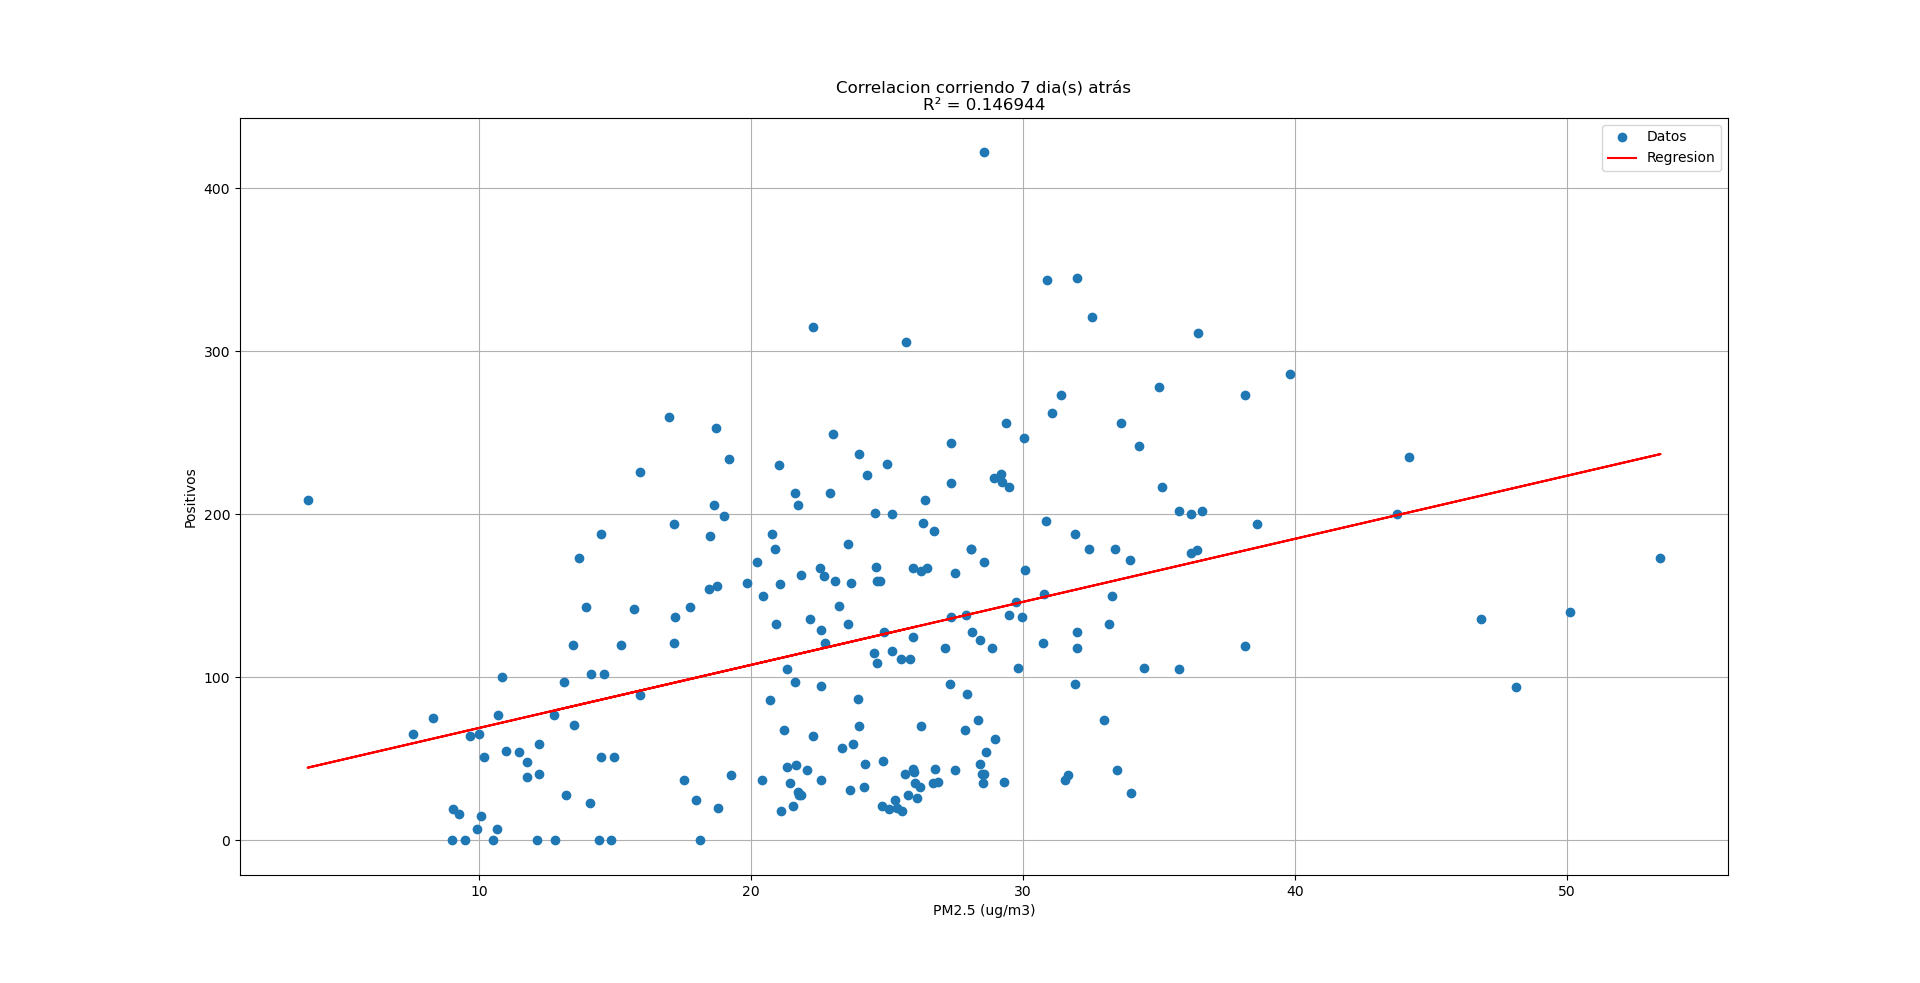 Correlacion corriendo 7 dia(s) atrás
R² = 0.146944
Datos
Regresion
400
300
200
100
0
Positivos
10 20 30 40 50
PM2.5 (ug/m3)